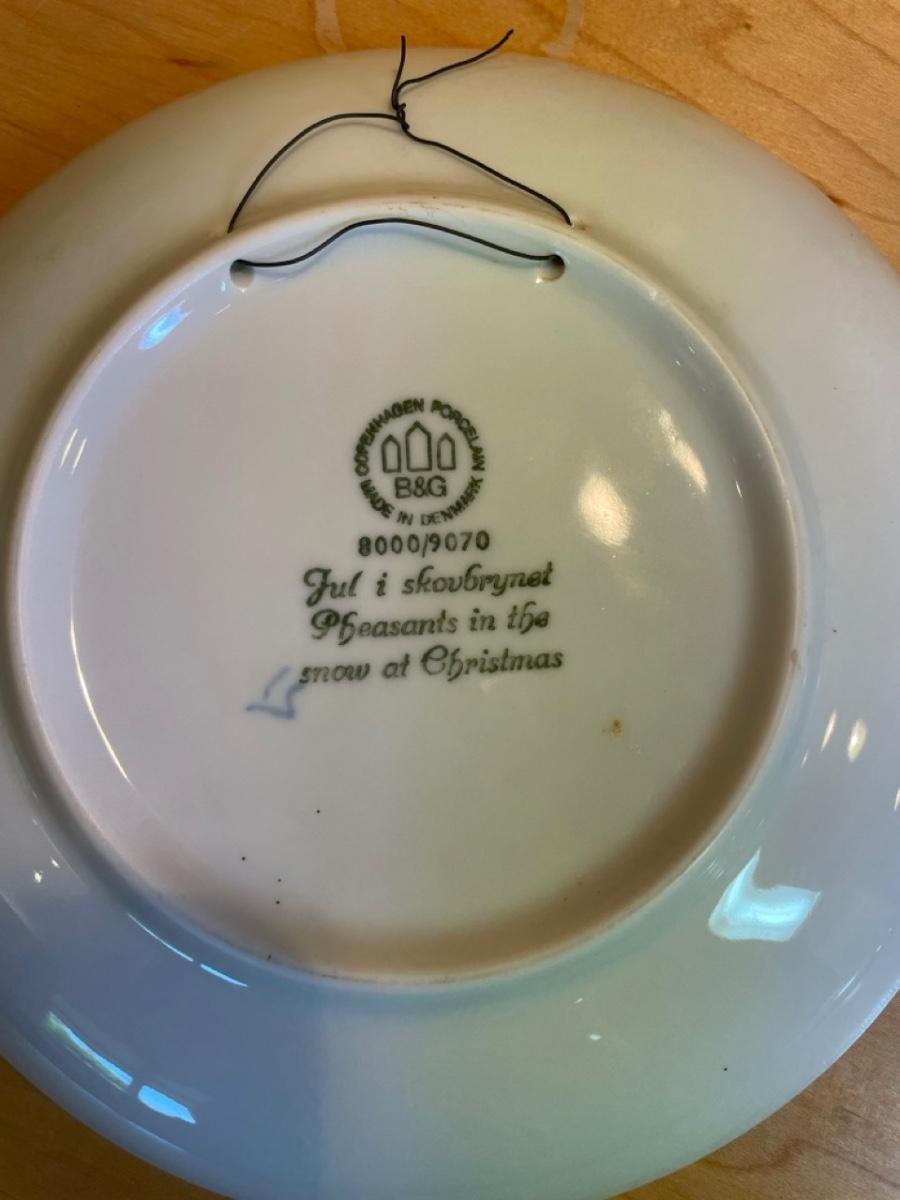 COPENHAGEN PORCELAIN
B&G
MADE IN DENMARK
8000/9070
Jul i skovbrynet
Pheasants in the
snow at Christmas